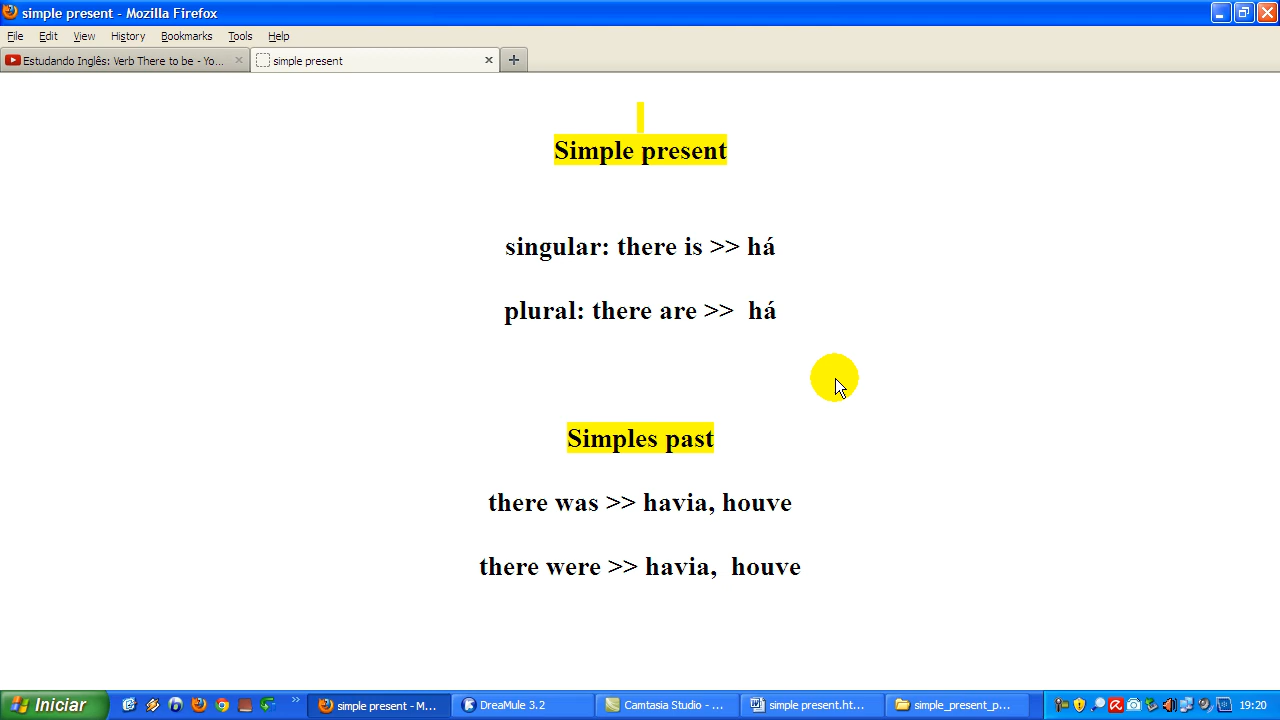 simple present - Mozilla Firefox
File Edit View History Bookmarks Tools Help
Estudando Inglês: Verb There to be - Yo...
simple present
Simple present
singular: there is >> há
plural: there are >> há
Simples past
there was >> havia, houve
there were >> havia, houve
Iniciar
simple present - M...
DreaMule 3.2
Camtasia Studio - ...
simple present.ht...
simple_present_p...
19:20